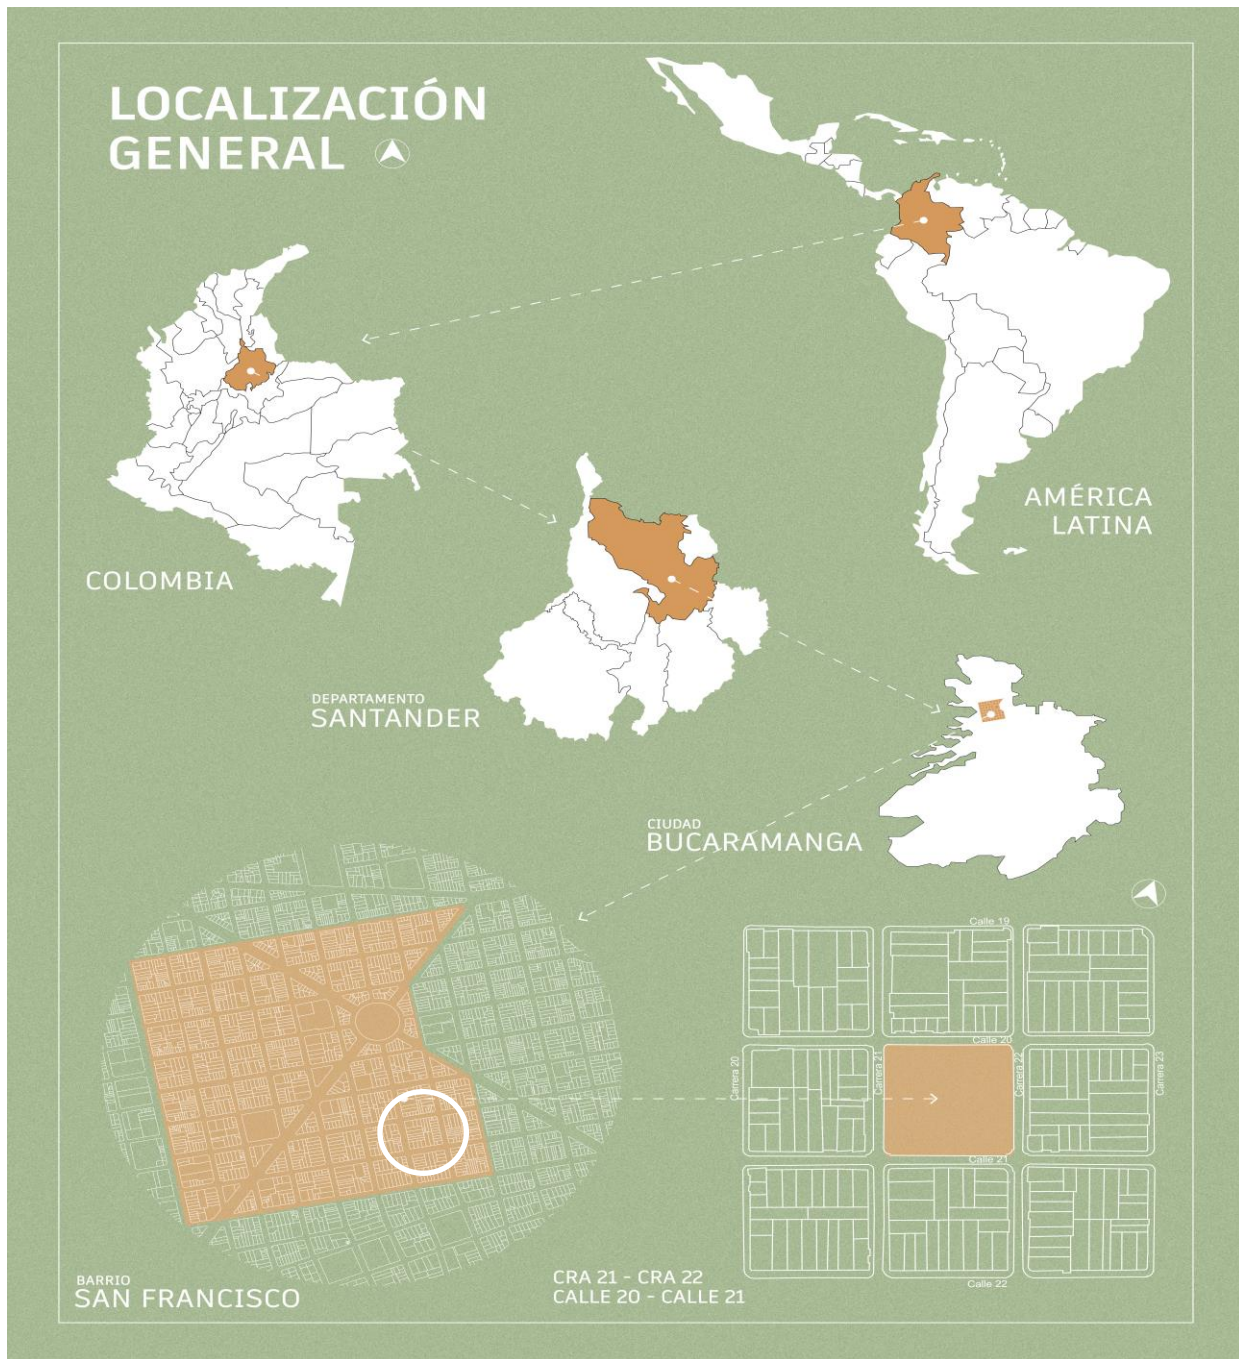 LOCALIZACIÓN
GENERAL
AMÉRICA
LATINA
COLOMBIA
DEPARTAMENTO
SANTANDER
CIUDAD
BUCARAMANGA
Calle 19
Calle 20
Carrera 20
Carrera 21
Carrera 22
Carrera 23
Calle 21
Calle 22
BARRIO
SAN FRANCISCO
CRA 21 - CRA 22
CALLE 20 - CALLE 21